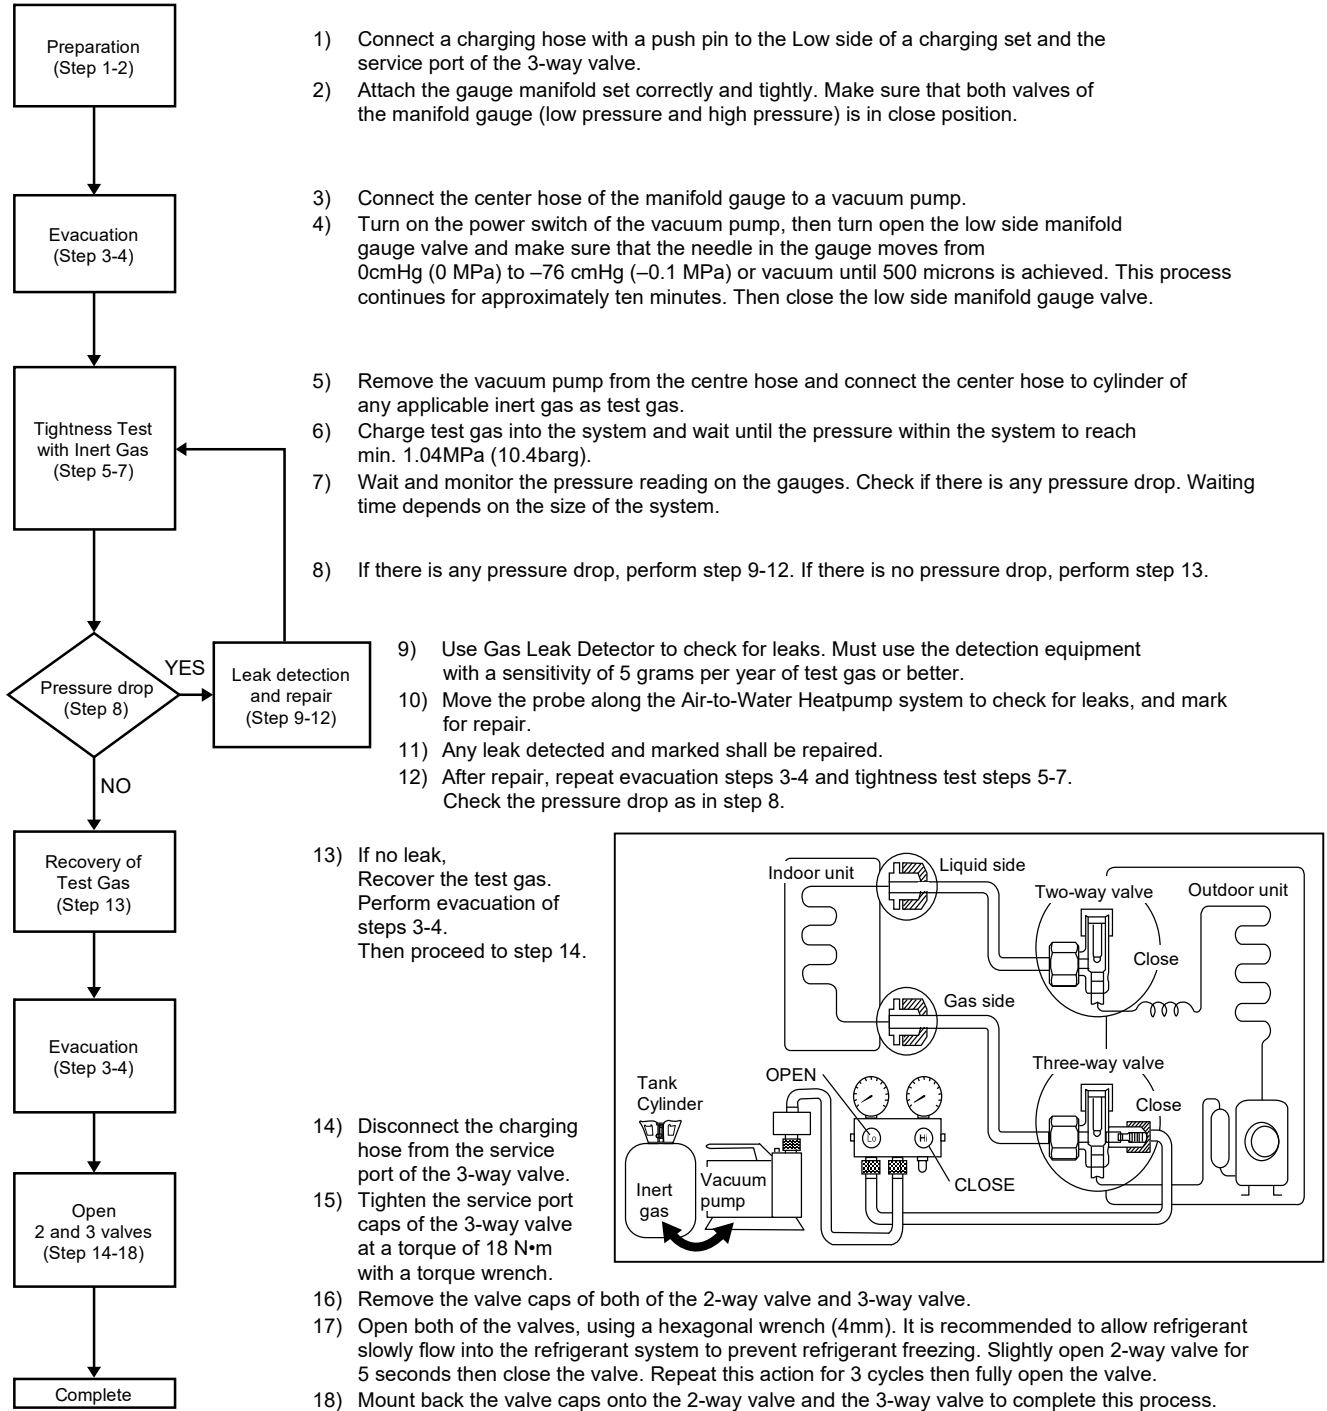 Preparation
(Step 1-2)
1) Connect a charging hose with a push pin to the Low side of a charging set and the
service port of the 3-way valve.
2) Attach the gauge manifold set correctly and tightly. Make sure that both valves of
the manifold gauge (low pressure and high pressure) is in close position.
Evacuation
(Step 3-4)
3) Connect the center hose of the manifold gauge to a vacuum pump.
4) Turn on the power switch of the vacuum pump, then turn open the low side manifold
gauge valve and make sure that the needle in the gauge moves from
0cmHg (0 MPa) to –76 cmHg (–0.1 MPa) or vacuum until 500 microns is achieved. This process
continues for approximately ten minutes. Then close the low side manifold gauge valve.
Tightness Test
with Inert Gas
(Step 5-7)
5) Remove the vacuum pump from the centre hose and connect the center hose to cylinder of
any applicable inert gas as test gas.
6) Charge test gas into the system and wait until the pressure within the system to reach
min. 1.04MPa (10.4barg).
7) Wait and monitor the pressure reading on the gauges. Check if there is any pressure drop. Waiting
time depends on the size of the system.
8) If there is any pressure drop, perform step 9-12. If there is no pressure drop, perform step 13.
Pressure drop
(Step 8)
YES
NO
Leak detection
and repair
(Step 9-12)
9) Use Gas Leak Detector to check for leaks. Must use the detection equipment
with a sensitivity of 5 grams per year of test gas or better.
10) Move the probe along the Air-to-Water Heatpump system to check for leaks, and mark
for repair.
11) Any leak detected and marked shall be repaired.
12) After repair, repeat evacuation steps 3-4 and tightness test steps 5-7.
Check the pressure drop as in step 8.
Recovery of
Test Gas
(Step 13)
13) If no leak,
Recover the test gas.
Perform evacuation of
steps 3-4.
Then proceed to step 14.
Evacuation
(Step 3-4)
Indoor unit
Liquid side
Two-way valve
Outdoor unit
Close
Gas side
Three-way valve
Close
OPEN
Tank
Cylinder
Lo
Hi
CLOSE
Inert
gas
Vacuum
pump
Open
2 and 3 valves
(Step 14-18)
14) Disconnect the charging
hose from the service
port of the 3-way valve.
15) Tighten the service port
caps of the 3-way valve
at a torque of 18 N•m
with a torque wrench.
16) Remove the valve caps of both of the 2-way valve and 3-way valve.
17) Open both of the valves, using a hexagonal wrench (4mm). It is recommended to allow refrigerant
slowly flow into the refrigerant system to prevent refrigerant freezing. Slightly open 2-way valve for
5 seconds then close the valve. Repeat this action for 3 cycles then fully open the valve.
18) Mount back the valve caps onto the 2-way valve and the 3-way valve to complete this process.
Complete